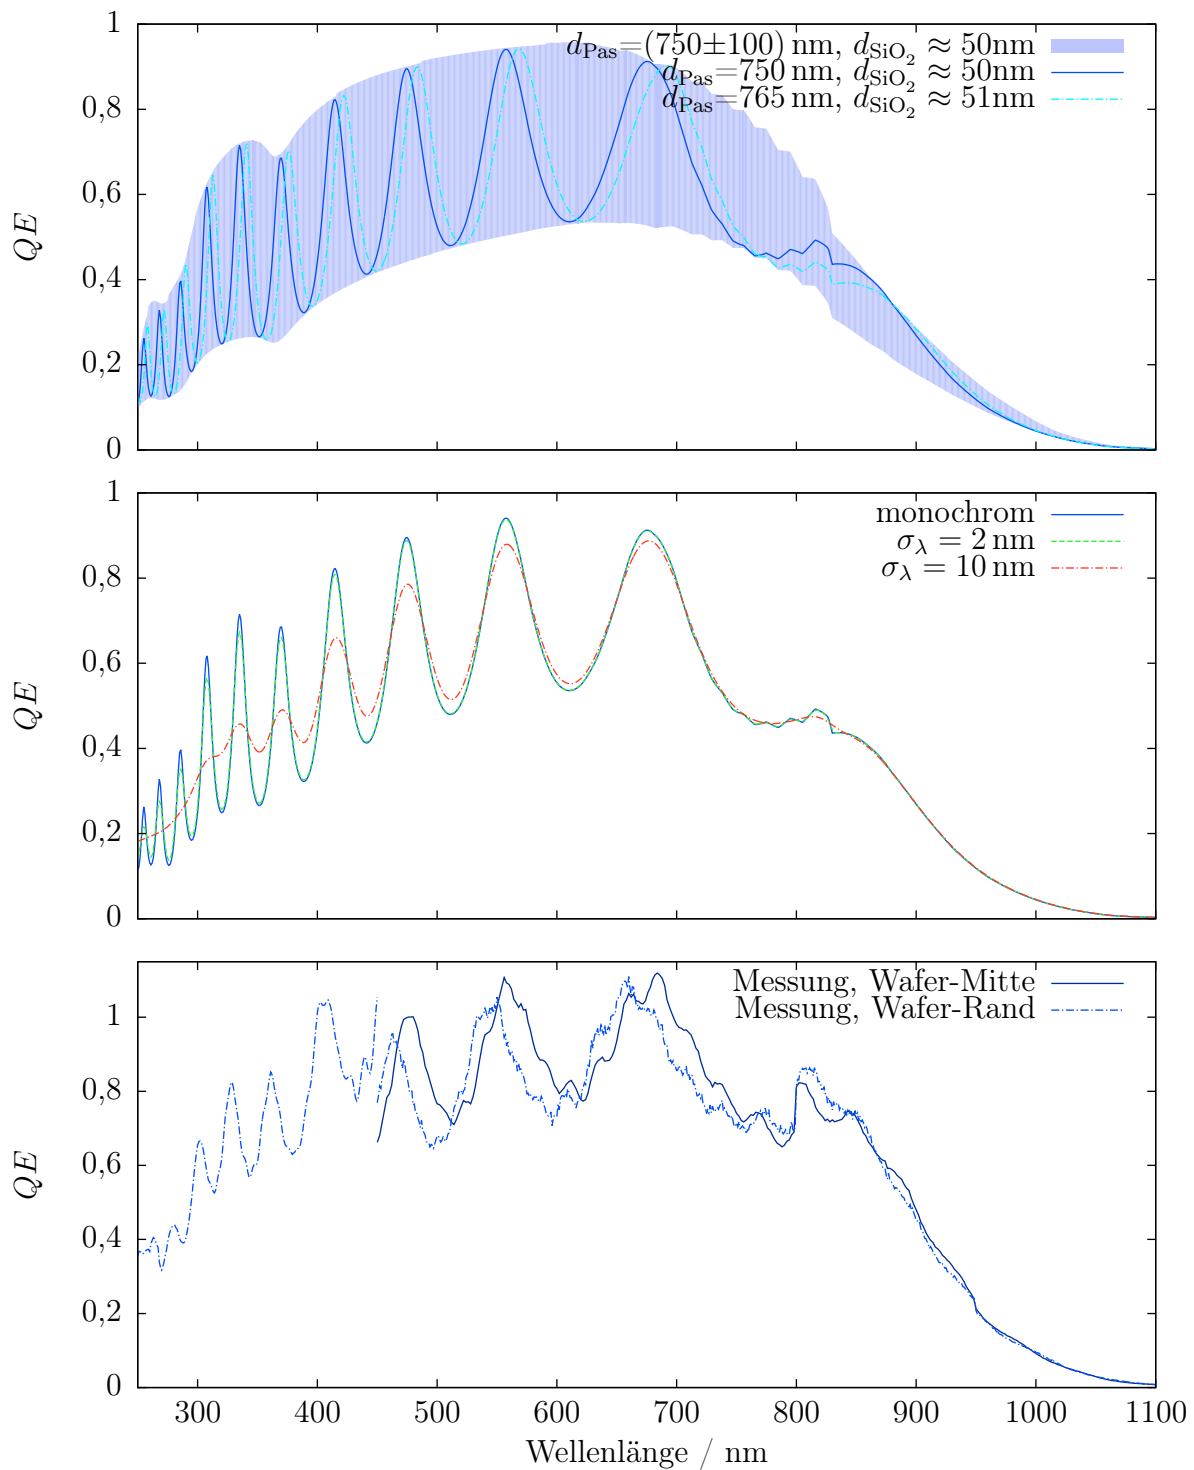 1
0,8
0,6
0,4
0,2
0
QE
d_Pas=(750±100) nm, d_SiO₂ ≈ 50nm
d_Pas=750 nm, d_SiO₂ ≈ 50nm
d_Pas=765 nm, d_SiO₂ ≈ 51nm
1
0,8
0,6
0,4
0,2
0
QE
monochrom
σ_λ = 2 nm
σ_λ = 10 nm
1
0,8
0,6
0,4
0,2
0
QE
Messung, Wafer-Mitte
Messung, Wafer-Rand
300 400 500 600 700 800 900 1000 1100
Wellenlänge / nm